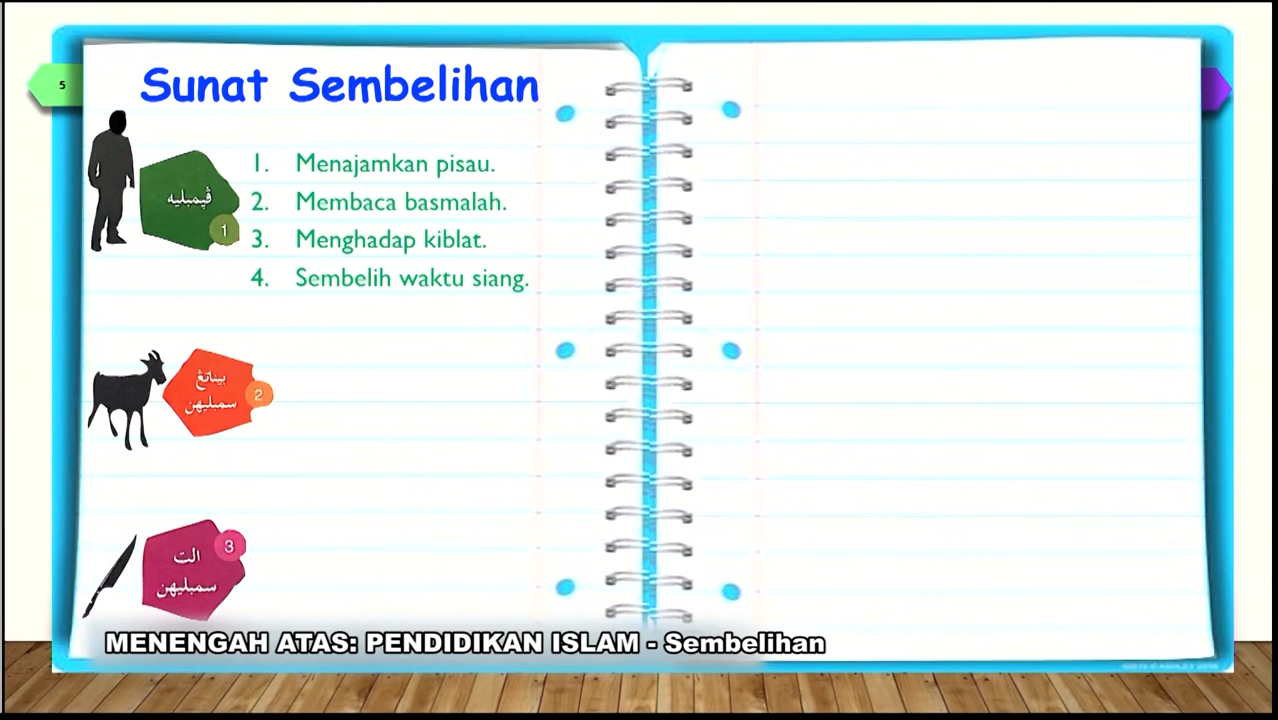 5
Sunat Sembelihan
ڤپمبليه
1
1. Menajamkan pisau.
2. Membaca basmalah.
3. Menghadap kiblat.
4. Sembelih waktu siang.
بيناتڠ
سمبليهن
2
الت
سمبليهن
3
MENENGAH ATAS: PENDIDIKAN ISLAM - Sembelihan